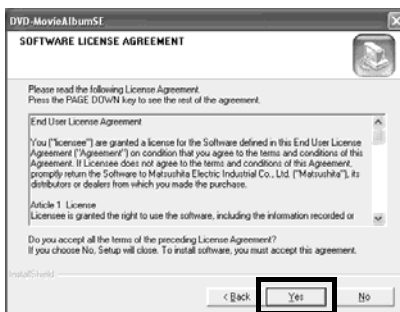 DVD-MovieAlbumSE
SOFTWARE LICENSE AGREEMENT
Please read the following License Agreement.
Press the PAGE DOWN key to see the rest of the agreement.
End User License Agreement
You ("licensee") are granted a license for the Software defined in this End User License
Agreement ("Agreement") on condition that you agree to the terms and conditions of this
Agreement. If Licensee does not agree to the terms and conditions of this Agreement,
promptly return the Software to Matsushita Electric Industrial Co., Ltd. ("Matsushita"), its
distributors or dealers from which you made the purchase.
Article 1 License
Licensee is granted the right to use the software, including the information recorded or
Do you accept all the terms of the preceding License Agreement?
If you choose No, Setup will close. To install software, you must accept this agreement.
InstallShield
< Back Yes No